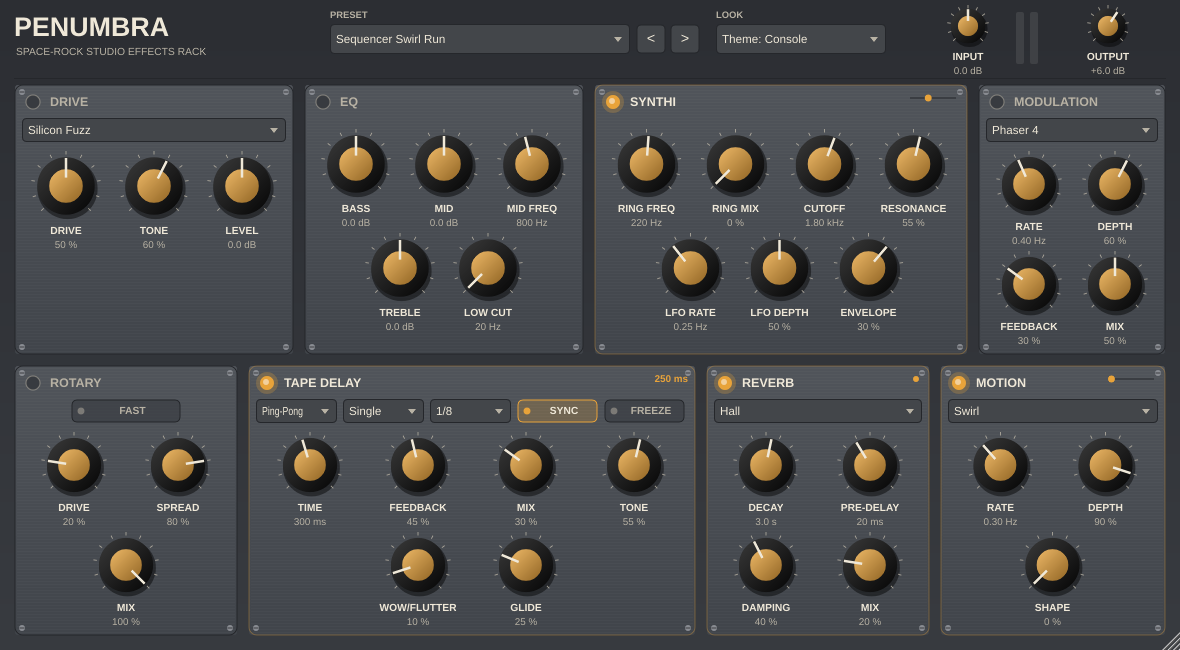 PENUMBRA
SPACE-ROCK STUDIO EFFECTS RACK
PRESET
Sequencer Swirl Run
<
>
LOOK
Theme: Console
INPUT
0.0 dB
OUTPUT
+6.0 dB
DRIVE
Silicon Fuzz
DRIVE TONE LEVEL
50 % 60 % 0.0 dB
EQ
BASS MID MID FREQ
0.0 dB 0.0 dB 800 Hz
TREBLE LOW CUT
0.0 dB 20 Hz
SYNTHI
RING FREQ RING MIX CUTOFF RESONANCE
220 Hz 0 % 1.80 kHz 55 %
LFO RATE LFO DEPTH ENVELOPE
0.25 Hz 50 % 30 %
MODULATION
Phaser 4
RATE DEPTH
0.40 Hz 60 %
FEEDBACK MIX
30 % 50 %
ROTARY
FAST
DRIVE SPREAD
20 % 80 %
MIX
100 %
TAPE DELAY 250 ms
Ping-Pong Single 1/8 SYNC FREEZE
TIME FEEDBACK MIX TONE
300 ms 45 % 30 % 55 %
WOW/FLUTTER GLIDE
10 % 25 %
REVERB
Hall
DECAY PRE-DELAY
3.0 s 20 ms
DAMPING MIX
40 % 20 %
MOTION
Swirl
RATE DEPTH
0.30 Hz 90 %
SHAPE
0 %